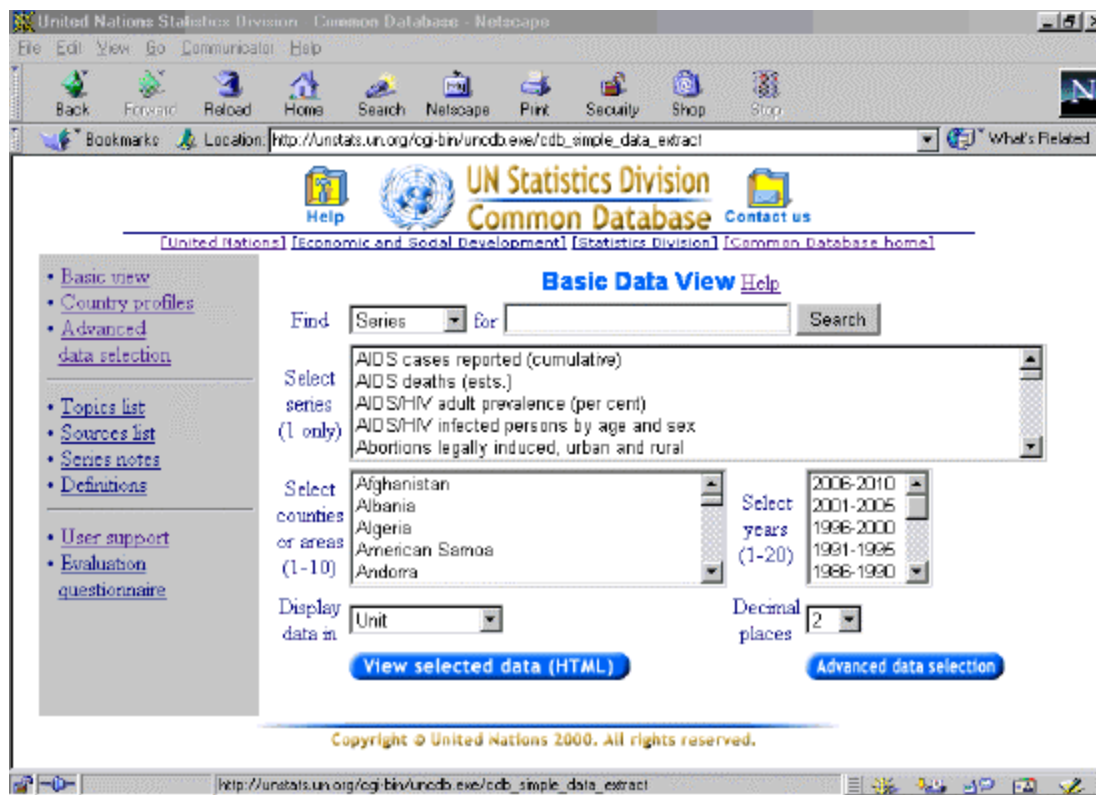 United Nations Statistics Division - Common Database - Netscape
File Edit View Go Communicator Help
Back Forward Reload Home Search Netscape Print Security Shop Stop
Bookmarks Location: http://unstats.un.org/cgi-bin/uncdb.exe/cdb_simple_data_extract What's Related
UN Statistics Division
Common Database
Help
Contact us
[United Nations] [Economic and Social Development] [Statistics Division] [Common Database home]
• Basic view
• Country profiles
• Advanced
data selection
• Topics list
• Sources list
• Series notes
• Definitions
• User support
• Evaluation
questionnaire
Basic Data View Help
Find Series for Search
Select
series
(1 only)
AIDS cases reported (cumulative)
AIDS deaths (ests.)
AIDS/HIV adult prevalence (per cent)
AIDS/HIV infected persons by age and sex
Abortions legally induced, urban and rural
Select
counties
or areas
(1-10)
Afghanistan
Albania
Algeria
American Samoa
Andorra
Select
years
(1-20)
2006-2010
2001-2005
1996-2000
1991-1995
1986-1990
Display
data in
Unit
Decimal
places
2
View selected data (HTML)
Advanced data selection
Copyright © United Nations 2000. All rights reserved.
http://unstats.un.org/cgi-bin/uncdb.exe/cdb_simple_data_extract